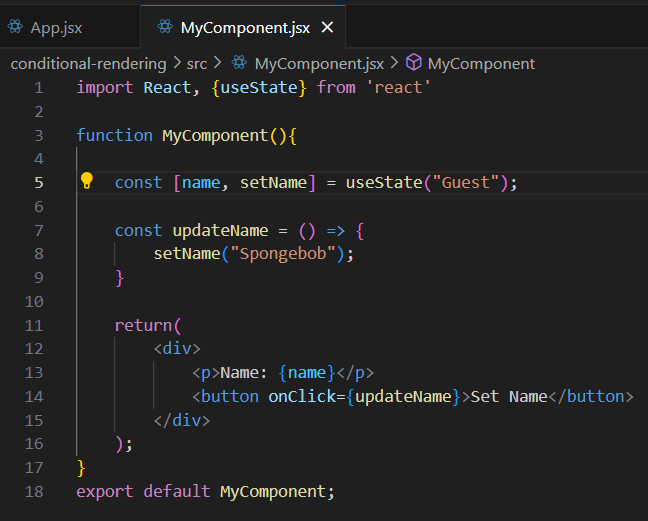 App.jsx MyComponent.jsx ×
conditional-rendering > src > MyComponent.jsx > MyComponent
1 import React, {useState} from 'react'
2
3 function MyComponent(){
4
5     const [name, setName] = useState("Guest");
6
7     const updateName = () => {
8         setName("Spongebob");
9     }
10
11     return(
12         <div>
13             <p>Name: {name}</p>
14             <button onClick={updateName}>Set Name</button>
15         </div>
16     );
17 }
18 export default MyComponent;